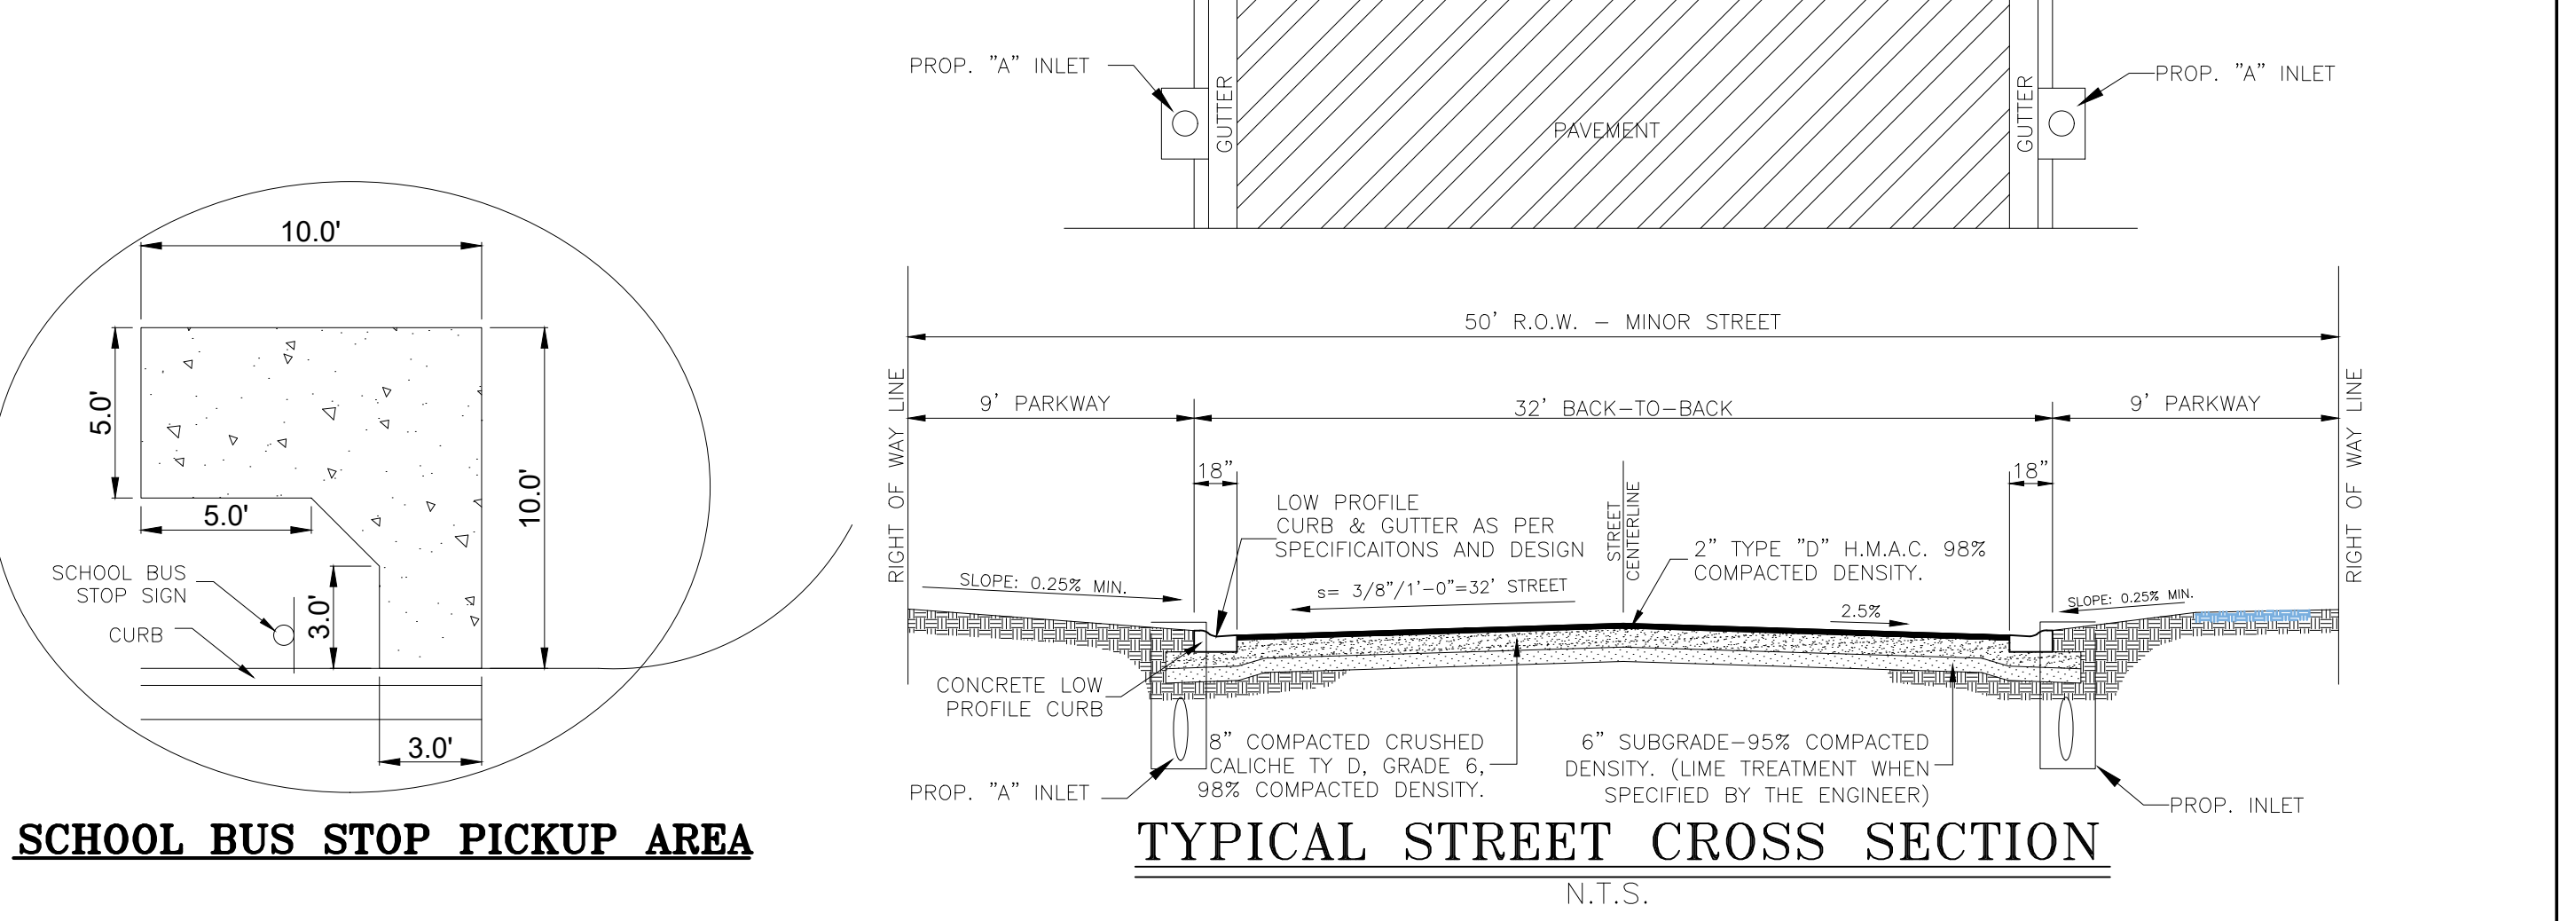 PROP. "A" INLET
GUTTER
PAVEMENT
GUTTER
PROP. "A" INLET
10.0'
5.0'
5.0'
10.0'
SCHOOL BUS
STOP SIGN
CURB
3.0'
3.0'
SCHOOL BUS STOP PICKUP AREA
50' R.O.W. – MINOR STREET
RIGHT OF WAY LINE
9' PARKWAY
32' BACK–TO–BACK
9' PARKWAY
RIGHT OF WAY LINE
18"
18"
LOW PROFILE
CURB & GUTTER AS PER
SPECIFICAITONS AND DESIGN
STREET
CENTERLINE
2" TYPE "D" H.M.A.C. 98%
COMPACTED DENSITY.
SLOPE: 0.25% MIN.
s= 3/8"/1'-0"=32' STREET
2.5%
SLOPE: 0.25% MIN.
CONCRETE LOW
PROFILE CURB
8" COMPACTED CRUSHED
CALICHE TY D, GRADE 6,
98% COMPACTED DENSITY.
6" SUBGRADE–95% COMPACTED
DENSITY. (LIME TREATMENT WHEN
SPECIFIED BY THE ENGINEER)
PROP. "A" INLET
PROP. INLET
TYPICAL STREET CROSS SECTION
N.T.S.